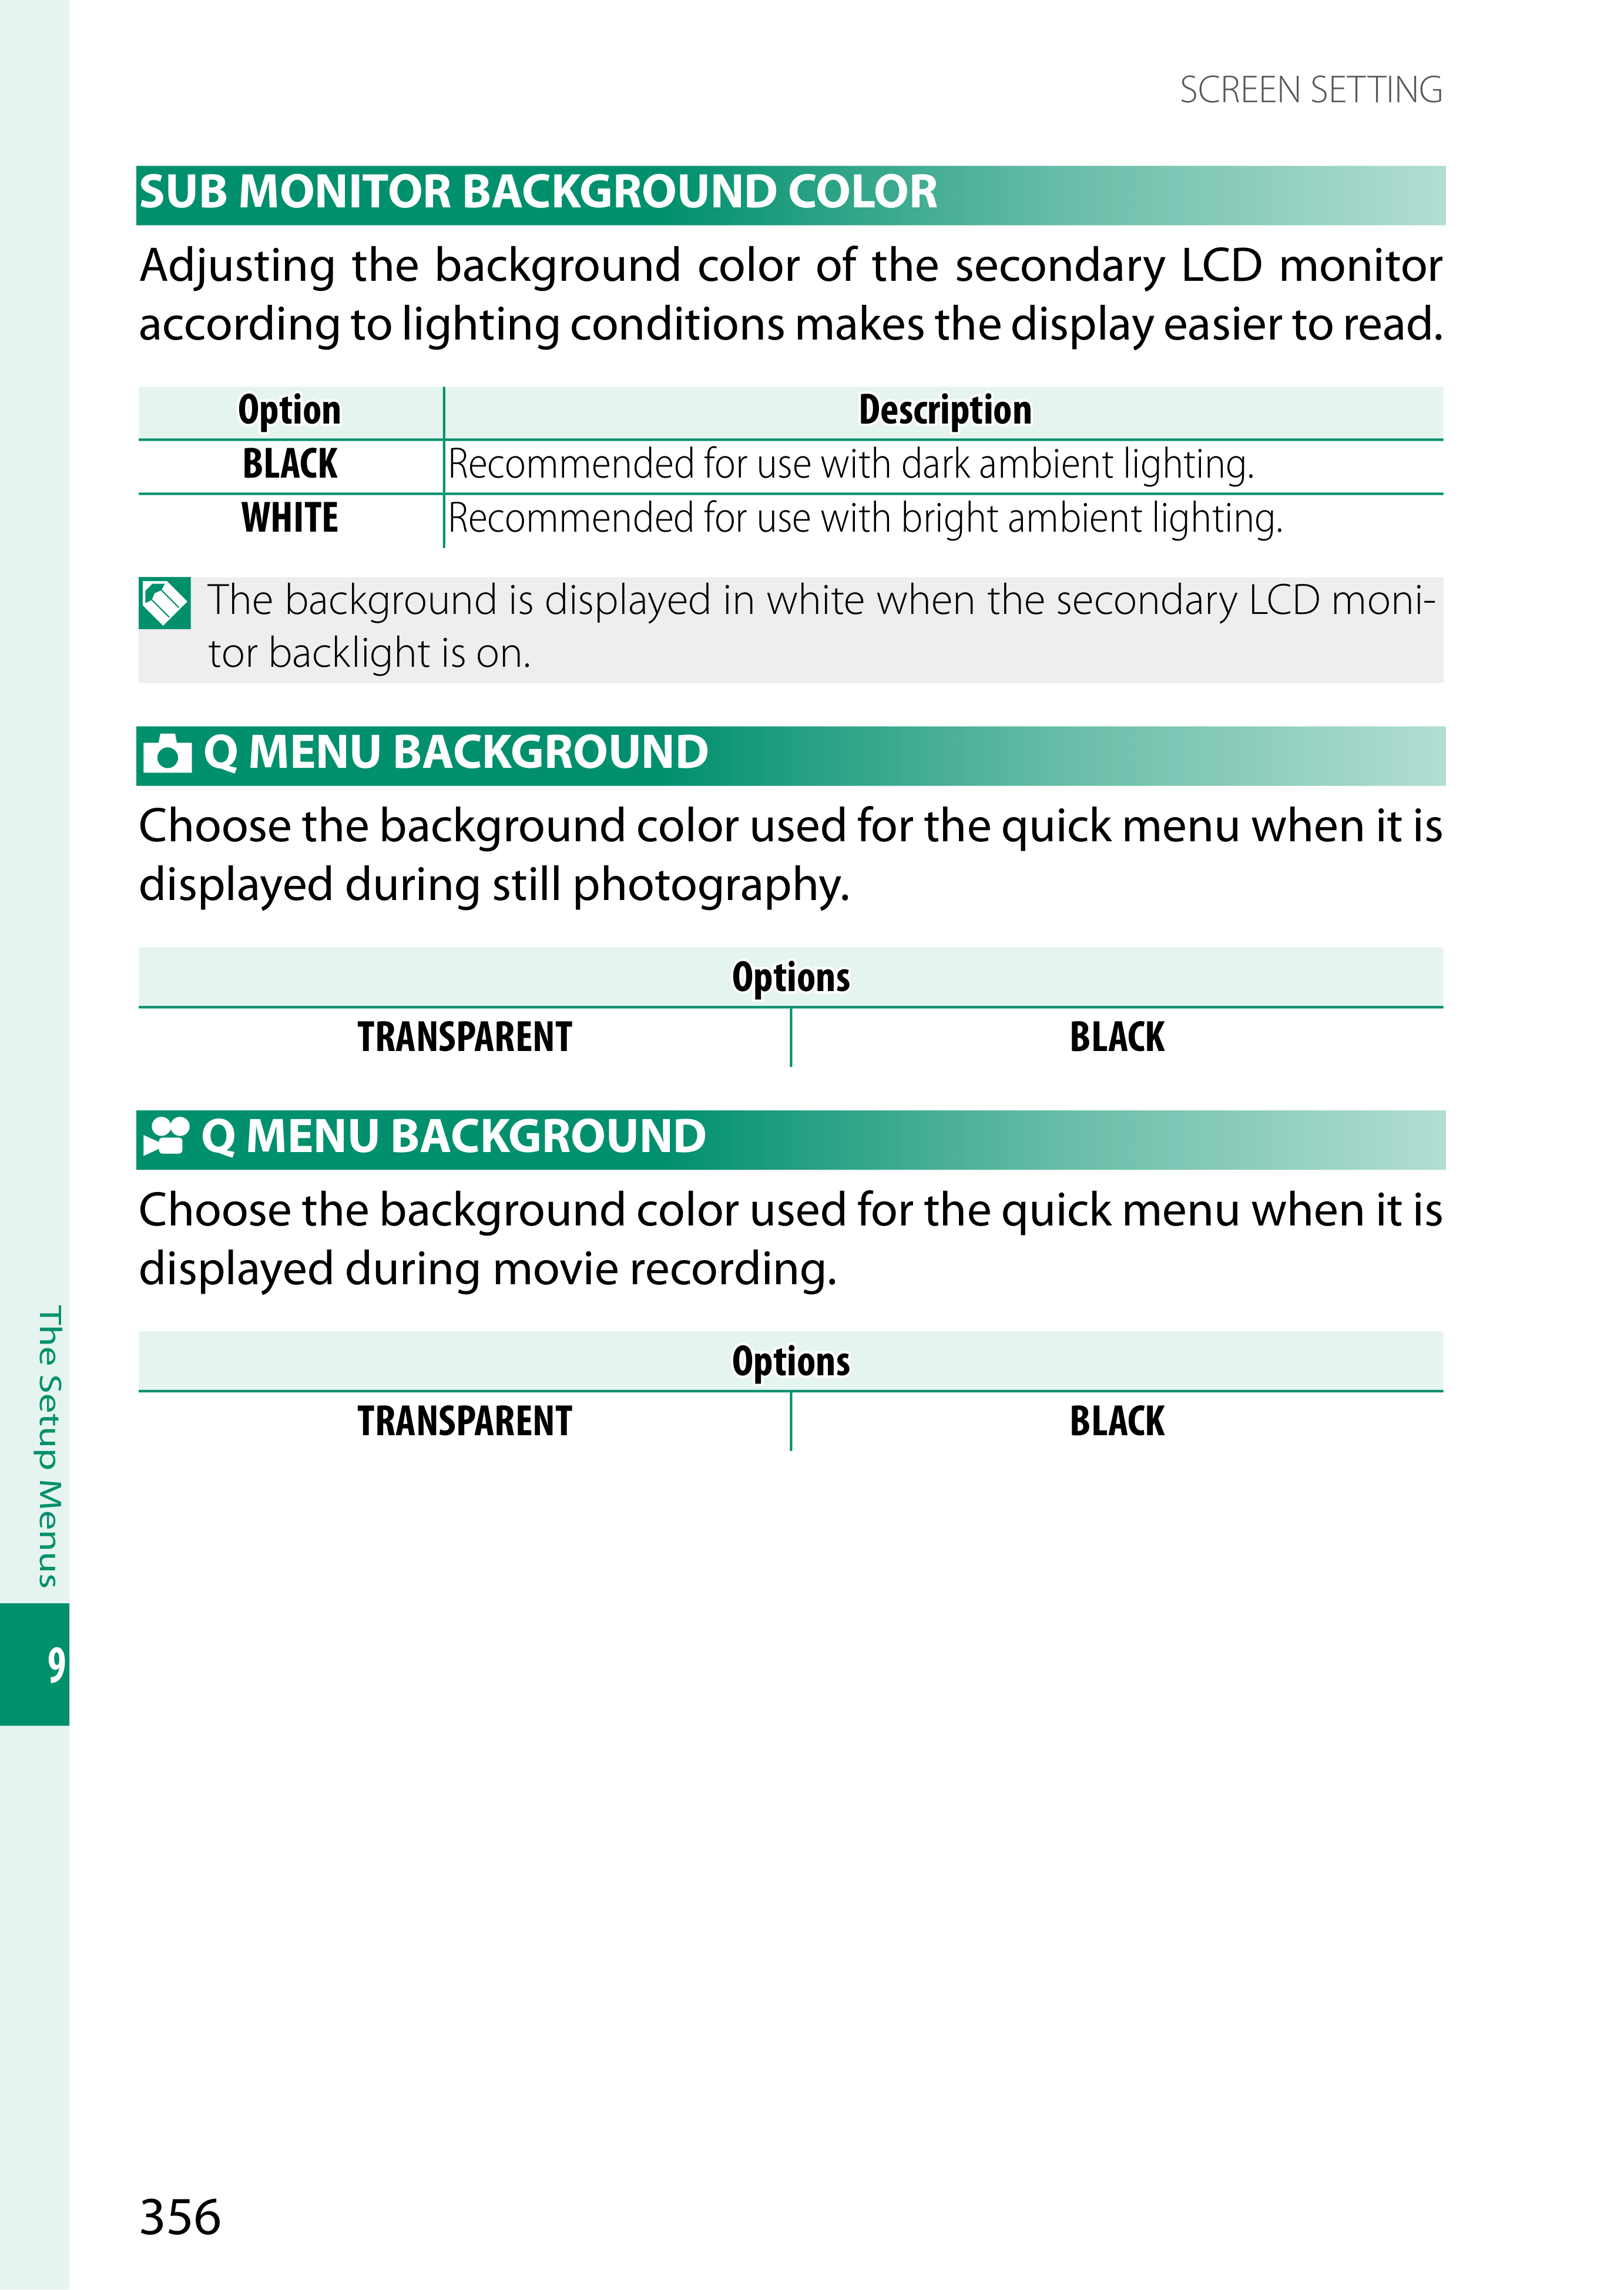 SCREEN SETTING
SUB MONITOR BACKGROUND COLOR
Adjusting the background color of the secondary LCD monitor
according to lighting conditions makes the display easier to read.
Option Description
BLACK Recommended for use with dark ambient lighting.
WHITE Recommended for use with bright ambient lighting.
The background is displayed in white when the secondary LCD moni-
tor backlight is on.
Q MENU BACKGROUND
Choose the background color used for the quick menu when it is
displayed during still photography.
Options
TRANSPARENT BLACK
Q MENU BACKGROUND
Choose the background color used for the quick menu when it is
displayed during movie recording.
Options
TRANSPARENT BLACK
The Setup Menus
9
356